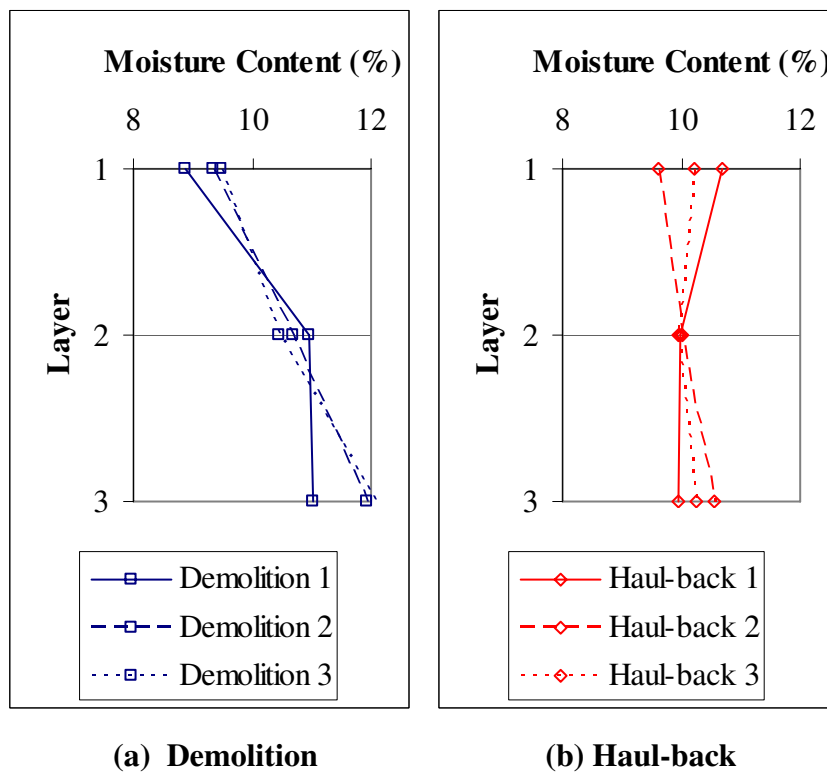 Moisture Content (%)
8 10 12
1
Layer
2
3
Demolition 1
Demolition 2
Demolition 3
(a) Demolition
Moisture Content (%)
8 10 12
1
Layer
2
3
Haul-back 1
Haul-back 2
Haul-back 3
(b) Haul-back